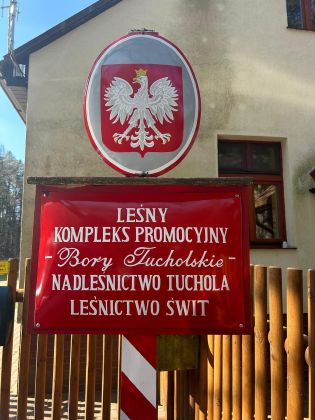 LEŚNY
KOMPLEKS PROMOCYJNY
- Bory Tucholskie -
NADLEŚNICTWO TUCHOLA
LEŚNICTWO ŚWIT